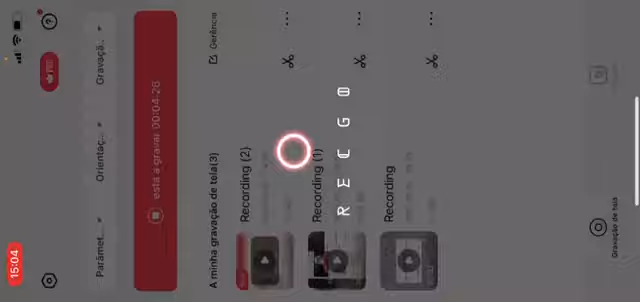 15:04
Parâmet... Orientaç... Gravaçã...
está a gravar 00:04:26
A minha gravação de tela(3) Gerência
Recording (2)
Recording (1)
RECGO
Recording
Gravação de tela